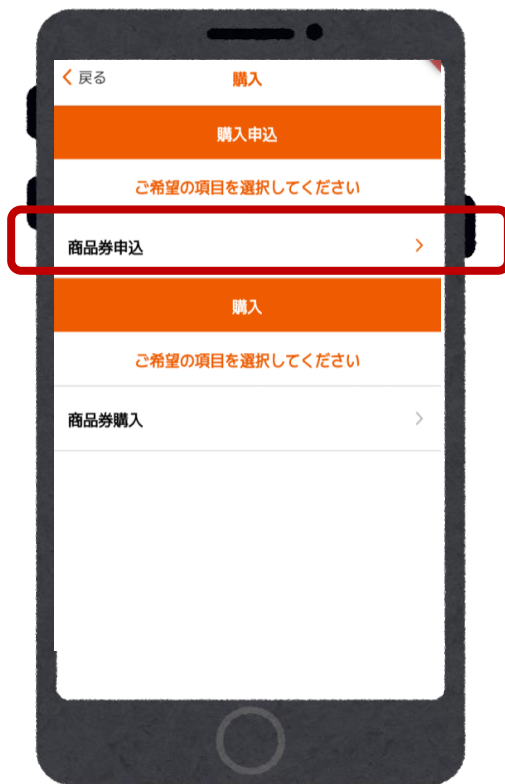 戻る 購入
購入申込
ご希望の項目を選択してください
商品券申込
購入
ご希望の項目を選択してください
商品券購入